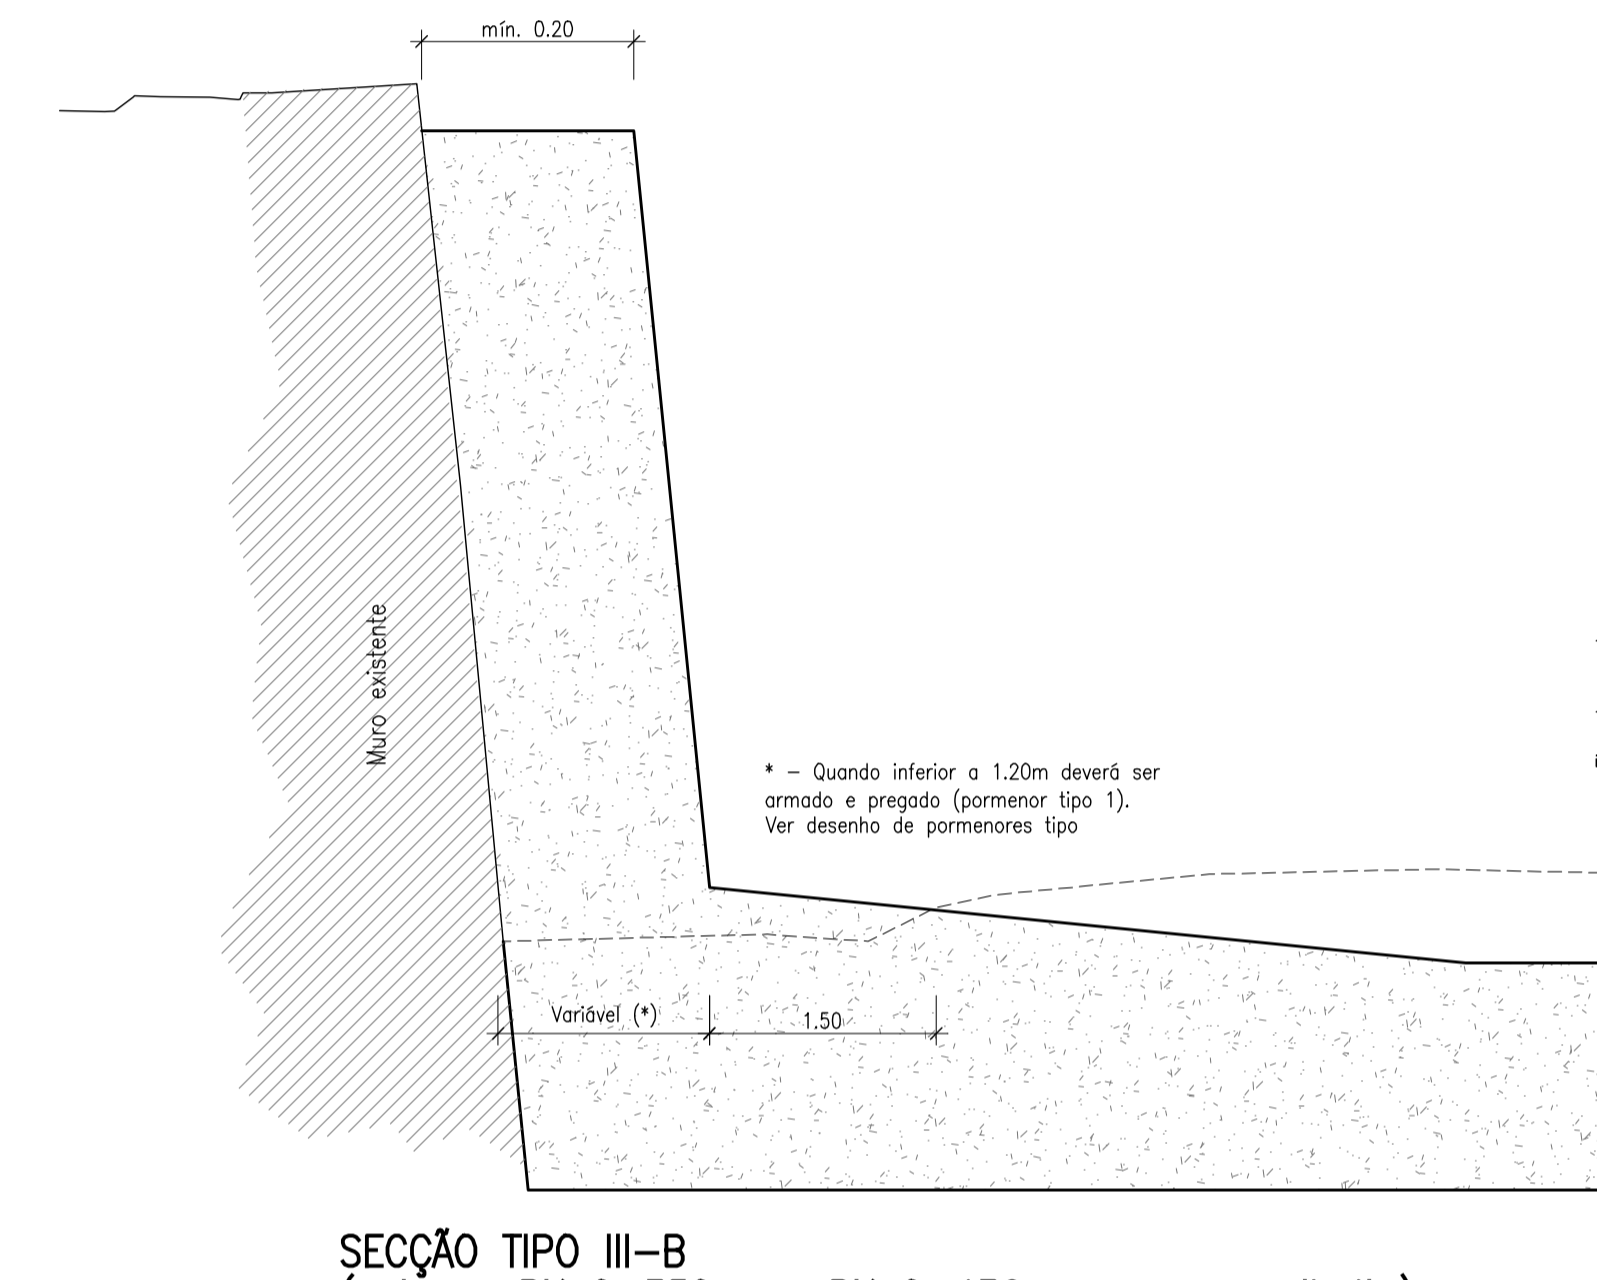 mín. 0.20
Muro existente
* – Quando inferior a 1.20m deverá ser
armado e pregado (pormenor tipo 1).
Ver desenho de pormenores tipo
Variável (*)
1.50
SECÇÃO TIPO III–B